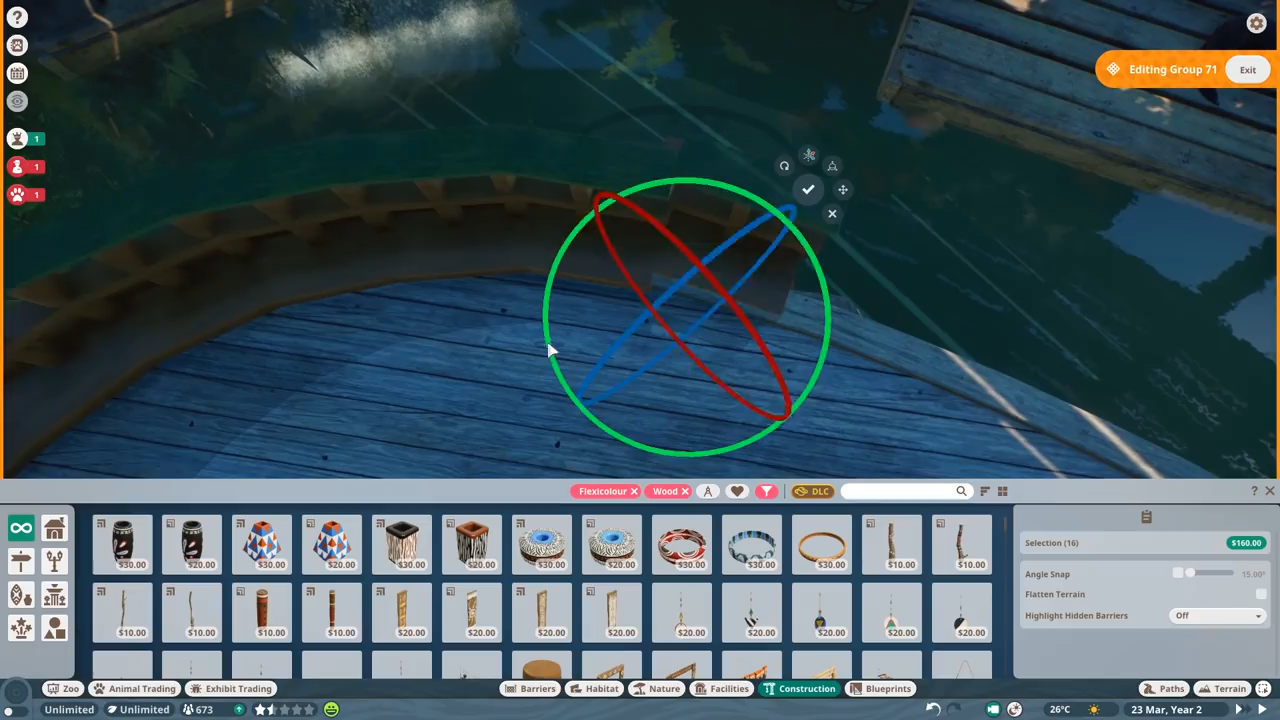 ?
1
1
1
Editing Group 71
Exit
Flexicolour ✕
Wood ✕
DLC
?
$30.00 $20.00 $30.00 $20.00 $30.00 $20.00 $30.00 $20.00 $30.00 $30.00 $30.00 $10.00 $10.00
$10.00 $10.00 $10.00 $10.00 $20.00 $20.00 $20.00 $20.00 $20.00 $20.00 $20.00 $20.00 $20.00
Selection (16)
$160.00
Angle Snap
15.00°
Flatten Terrain
Highlight Hidden Barriers
Off
Zoo
Animal Trading
Exhibit Trading
Barriers
Habitat
Nature
Facilities
Construction
Blueprints
Paths
Terrain
Unlimited
Unlimited
673
26°C
23 Mar, Year 2